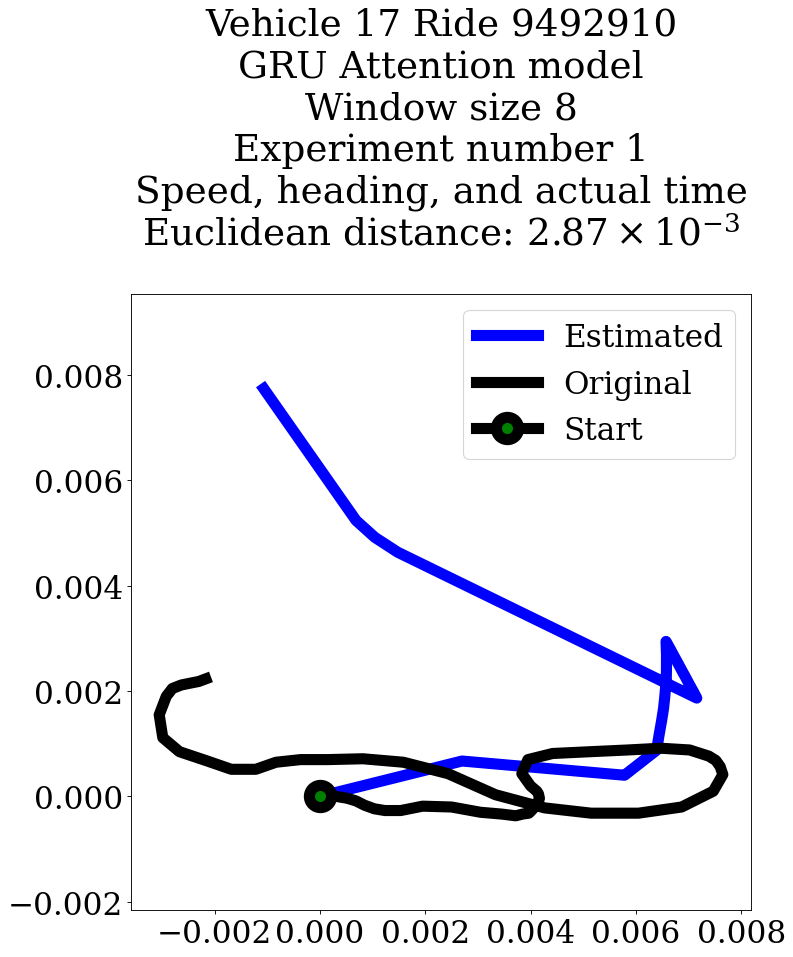 Vehicle 17 Ride 9492910
GRU Attention model
Window size 8
Experiment number 1
Speed, heading, and actual time
Euclidean distance: 2.87 × 10⁻³
Estimated
Original
Start
0.008
0.006
0.004
0.002
0.000
−0.002
−0.002 0.000 0.002 0.004 0.006 0.008